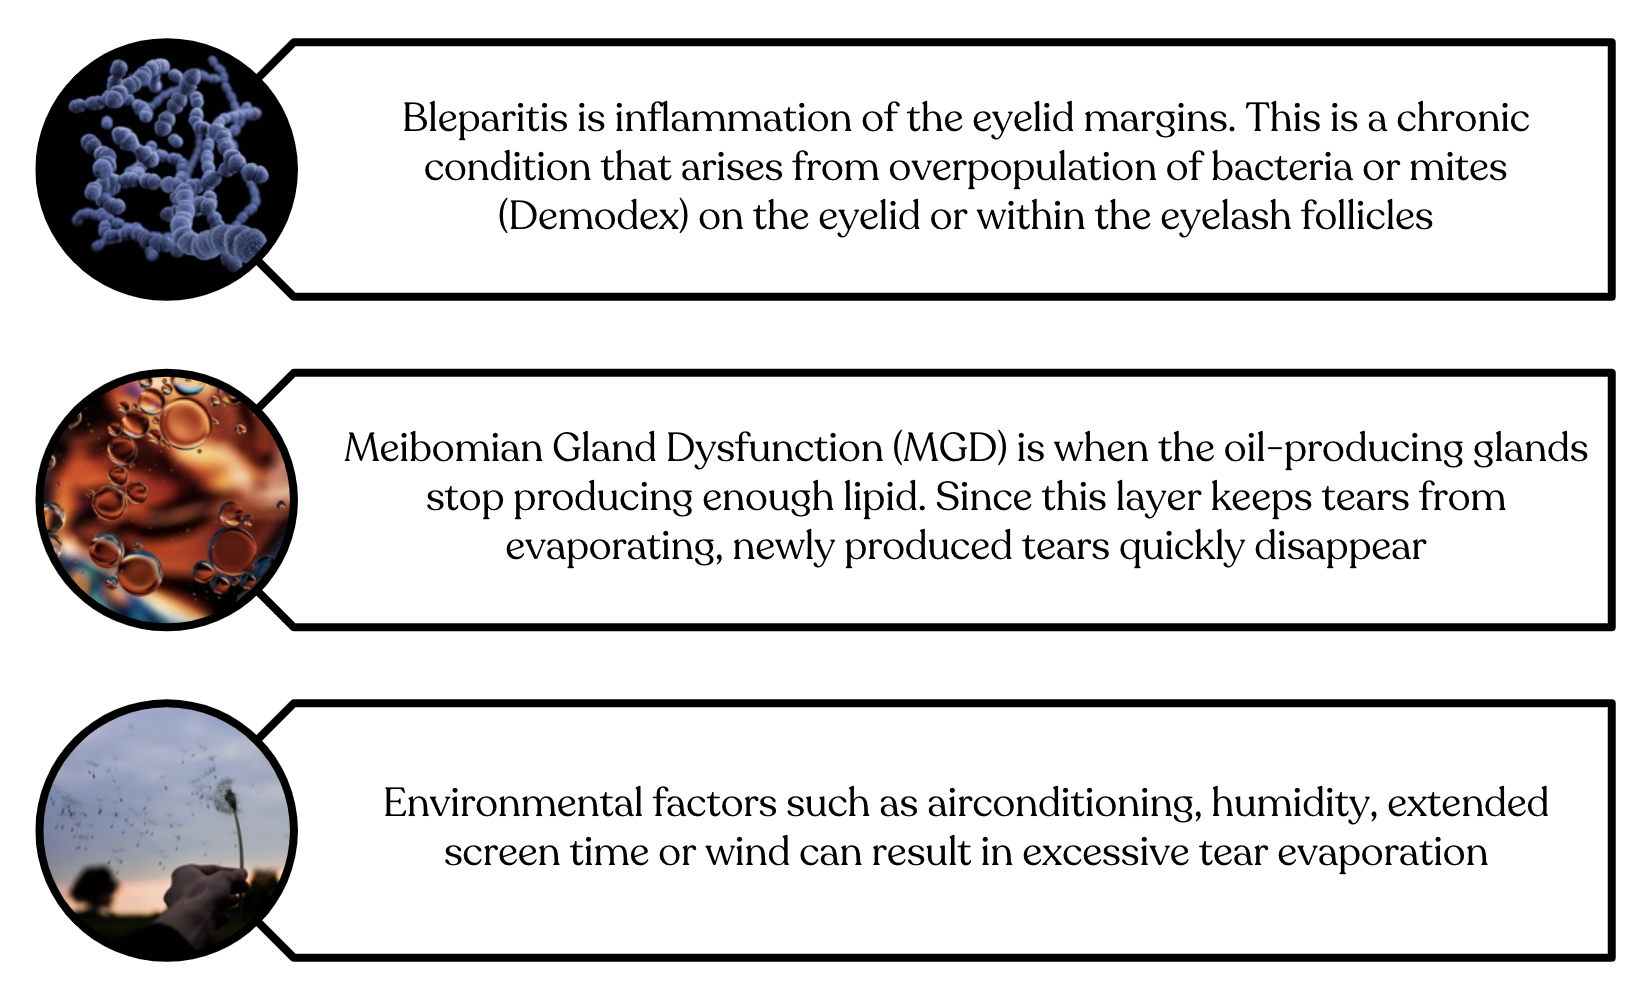 Bleparitis is inflammation of the eyelid margins. This is a chronic
condition that arises from overpopulation of bacteria or mites
(Demodex) on the eyelid or within the eyelash follicles
Meibomian Gland Dysfunction (MGD) is when the oil-producing glands
stop producing enough lipid. Since this layer keeps tears from
evaporating, newly produced tears quickly disappear
Environmental factors such as airconditioning, humidity, extended
screen time or wind can result in excessive tear evaporation